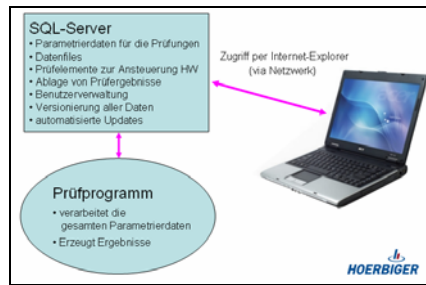 SQL-Server
• Parametrierdaten für die Prüfungen
• Datenfiles
• Prüfelemente zur Ansteuerung HW
• Ablage von Prüfergebnisse
• Benutzerverwaltung
• Versionierung aller Daten
• automatisierte Updates
Zugriff per Internet-Explorer
(via Netzwerk)
Prüfprogramm
• verarbeitet die
gesamten Parametrierdaten
• Erzeugt Ergebnisse
HOERBIGER